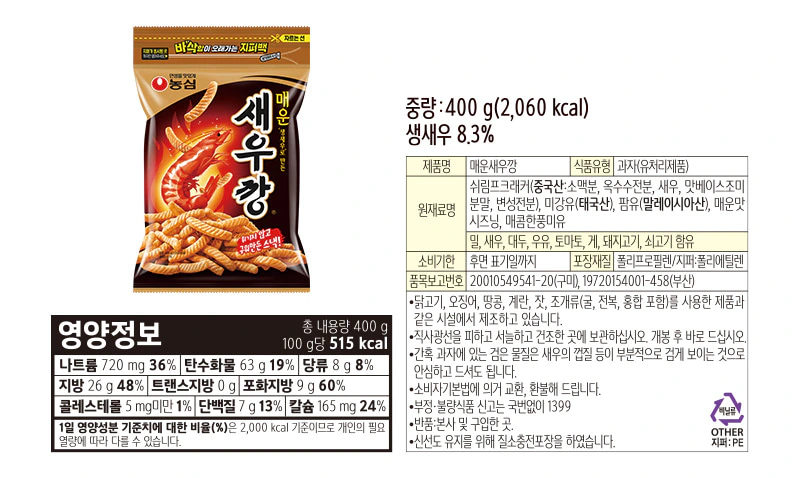 바삭함이 오래가는 지퍼백
자르는 선
인생을 맛있게
농심
매운
'생새우'로 만든
새우깡
튀기지 않고
구워만든 스낵!
중량 : 400 g(2,060 kcal)
생새우 8.3%
제품명 매운새우깡 식품유형 과자(유처리제품)
원재료명 쉬림프크래커(중국산:소맥분, 옥수수전분, 새우, 맛베이스조미
분말, 변성전분), 미강유(태국산), 팜유(말레이시아산), 매운맛
시즈닝, 매콤한풍미유
밀, 새우, 대두, 우유, 토마토, 게, 돼지고기, 쇠고기 함유
소비기한 후면 표기일까지 포장재질 폴리프로필렌/지퍼:폴리에틸렌
품목보고번호 20010549541-20(구미), 19720154001-458(부산)
•닭고기, 오징어, 땅콩, 계란, 잣, 조개류(굴, 전복, 홍합 포함)를 사용한 제품과
같은 시설에서 제조하고 있습니다.
•직사광선을 피하고 서늘하고 건조한 곳에 보관하십시오. 개봉 후 바로 드십시오.
•간혹 과자에 있는 검은 물질은 새우의 껍질 등이 부분적으로 검게 보이는 것으로
안심하고 드셔도 됩니다.
•소비자기본법에 의거 교환, 환불해 드립니다.
•부정·불량식품 신고는 국번없이 1399
•반품:본사 및 구입한 곳.
•신선도 유지를 위해 질소충전포장을 하였습니다.
비닐류
OTHER
지퍼: PE
영양정보
총 내용량 400 g
100 g당 515 kcal
나트륨 720 mg 36% 탄수화물 63 g 19% 당류 8 g 8%
지방 26 g 48% 트랜스지방 0 g 포화지방 9 g 60%
콜레스테롤 5 mg미만 1% 단백질 7 g 13% 칼슘 165 mg 24%
1일 영양성분 기준치에 대한 비율(%)은 2,000 kcal 기준이므로 개인의 필요
열량에 따라 다를 수 있습니다.